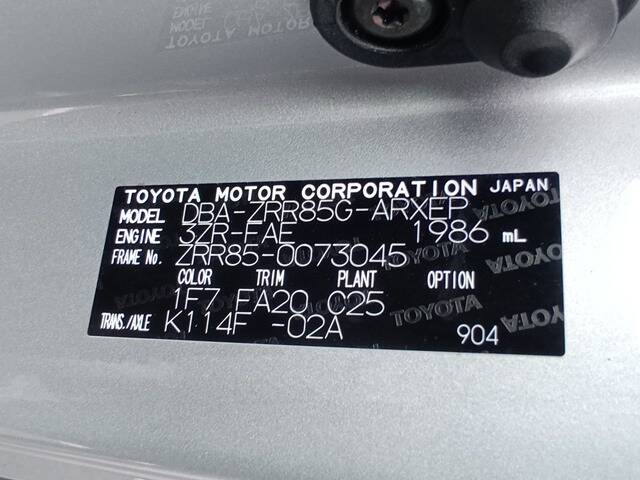 TOYOTA MOTOR CORPORATION JAPAN
MODEL DBA-ZRR85G-ARXEP
ENGINE 3ZR-FAE 1986 mL
FRAME No. ZRR85-0073045
COLOR TRIM PLANT OPTION
1F7 FA20 C25
TRANS./AXLE K114F -02A 904